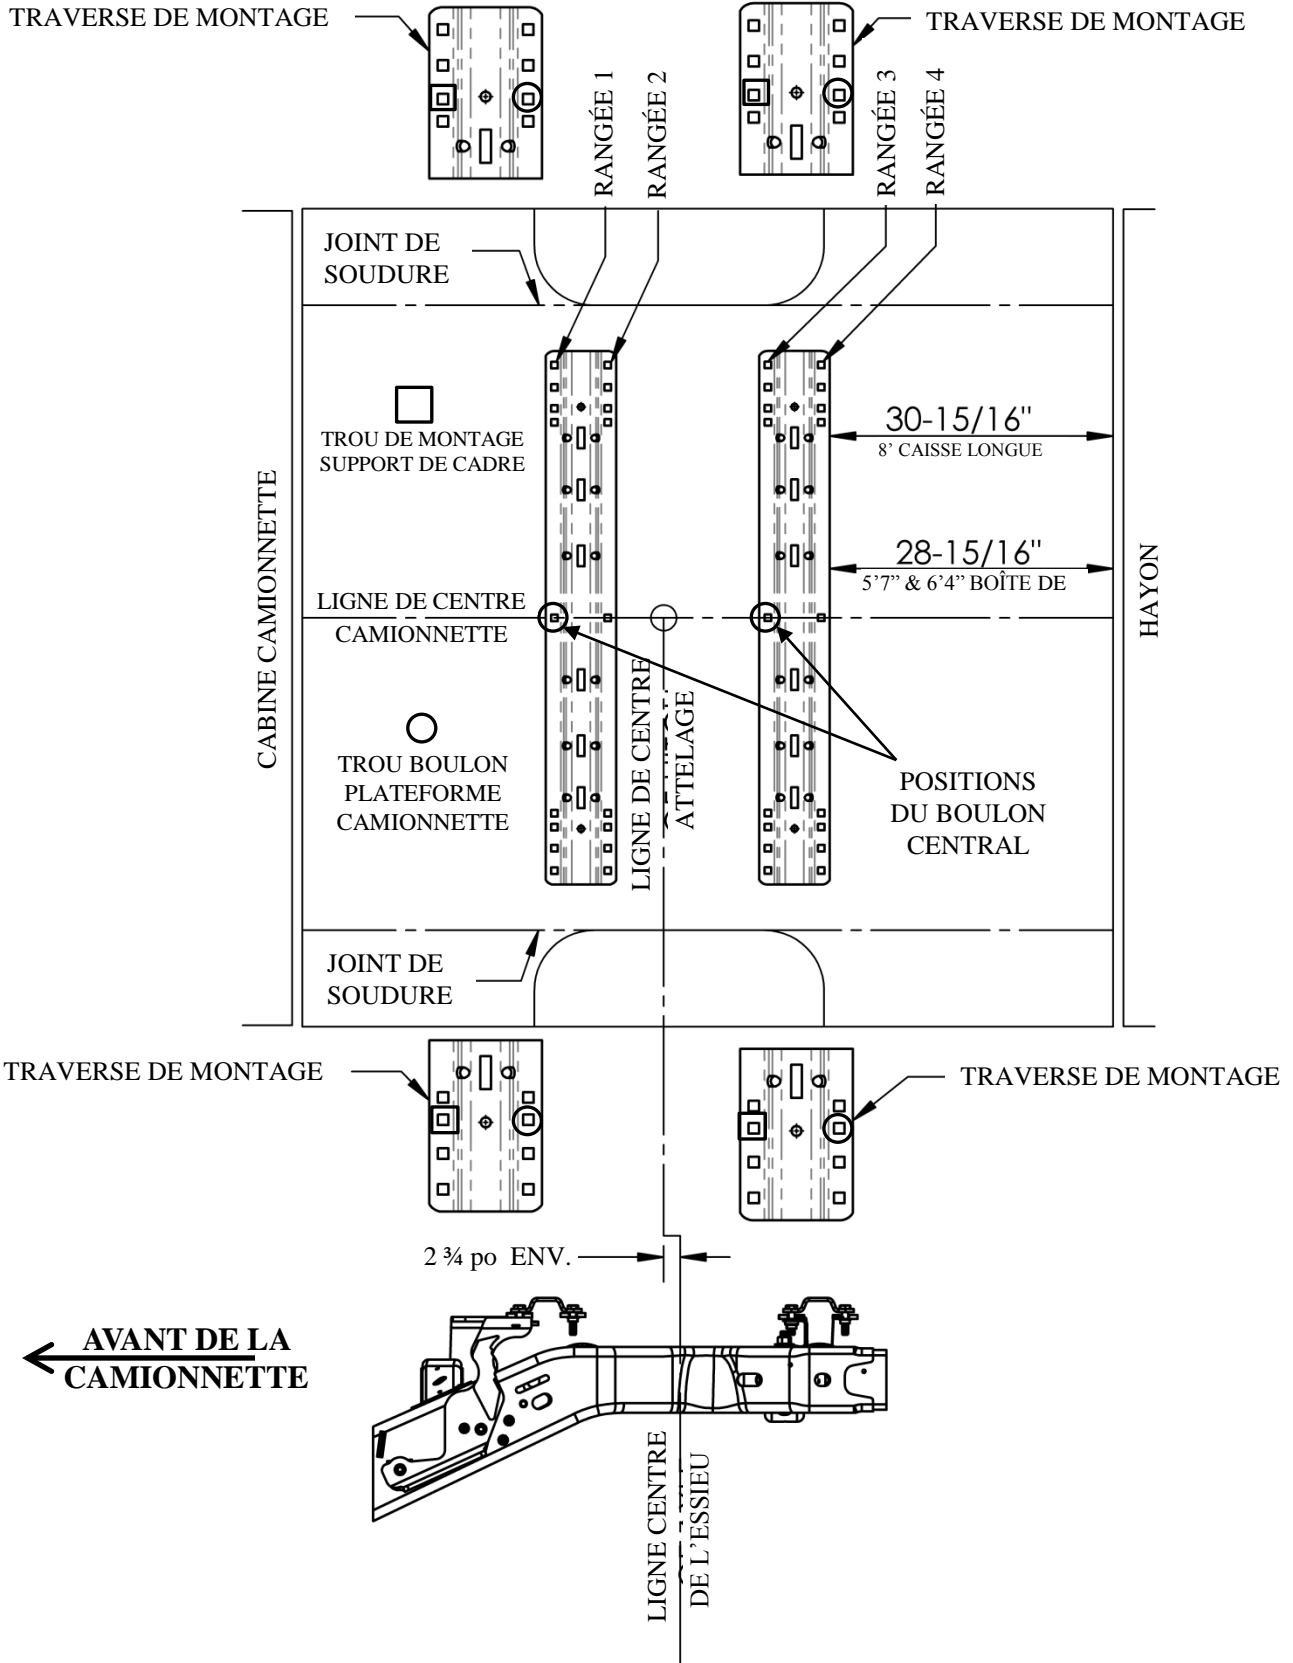 TRAVERSE DE MONTAGE
TRAVERSE DE MONTAGE
RANGÉE 1
RANGÉE 2
RANGÉE 3
RANGÉE 4
JOINT DE
SOUDURE
TROU DE MONTAGE
SUPPORT DE CADRE
30-15/16"
8' CAISSE LONGUE
28-15/16"
5'7" & 6'4" BOÎTE DE
CABINE CAMIONNETTE
HAYON
LIGNE DE CENTRE
CAMIONNETTE
LIGNE DE CENTRE
ATTELAGE
TROU BOULON
PLATEFORME
CAMIONNETTE
POSITIONS
DU BOULON
CENTRAL
JOINT DE
SOUDURE
TRAVERSE DE MONTAGE
TRAVERSE DE MONTAGE
2 ¾ po ENV.
AVANT DE LA
CAMIONNETTE
LIGNE CENTRE
DE L'ESSIEU